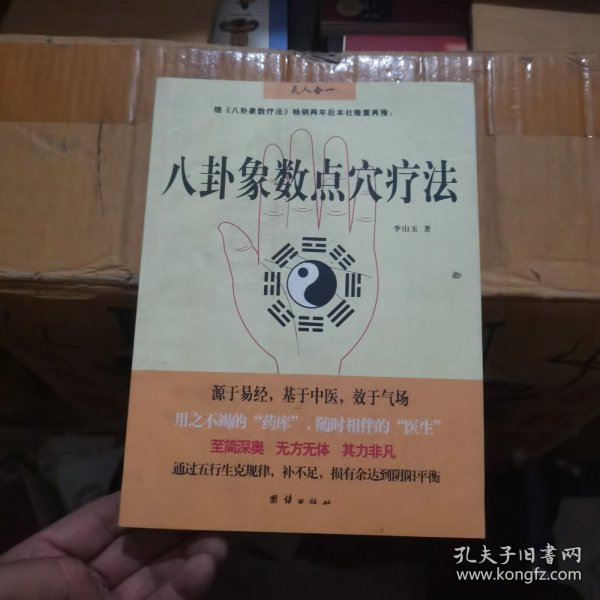 天人合一
继《八卦象数疗法》畅销两年后本社隆重再推：
八卦象数点穴疗法
李山玉 著
源于易经，基于中医，效于气场
用之不竭的“药库”，随时相伴的“医生”
至简深奥 无方无体 其力非凡
通过五行生克规律，补不足，损有余达到阴阳平衡
团结出版社
孔夫子旧书网
www.kongfz.com